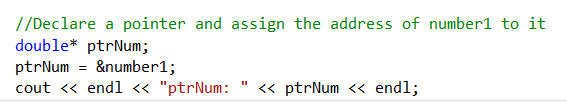 //Declare a pointer and assign the address of number1 to it
double* ptrNum;
ptrNum = &number1;
cout << endl << "ptrNum: " << ptrNum << endl;